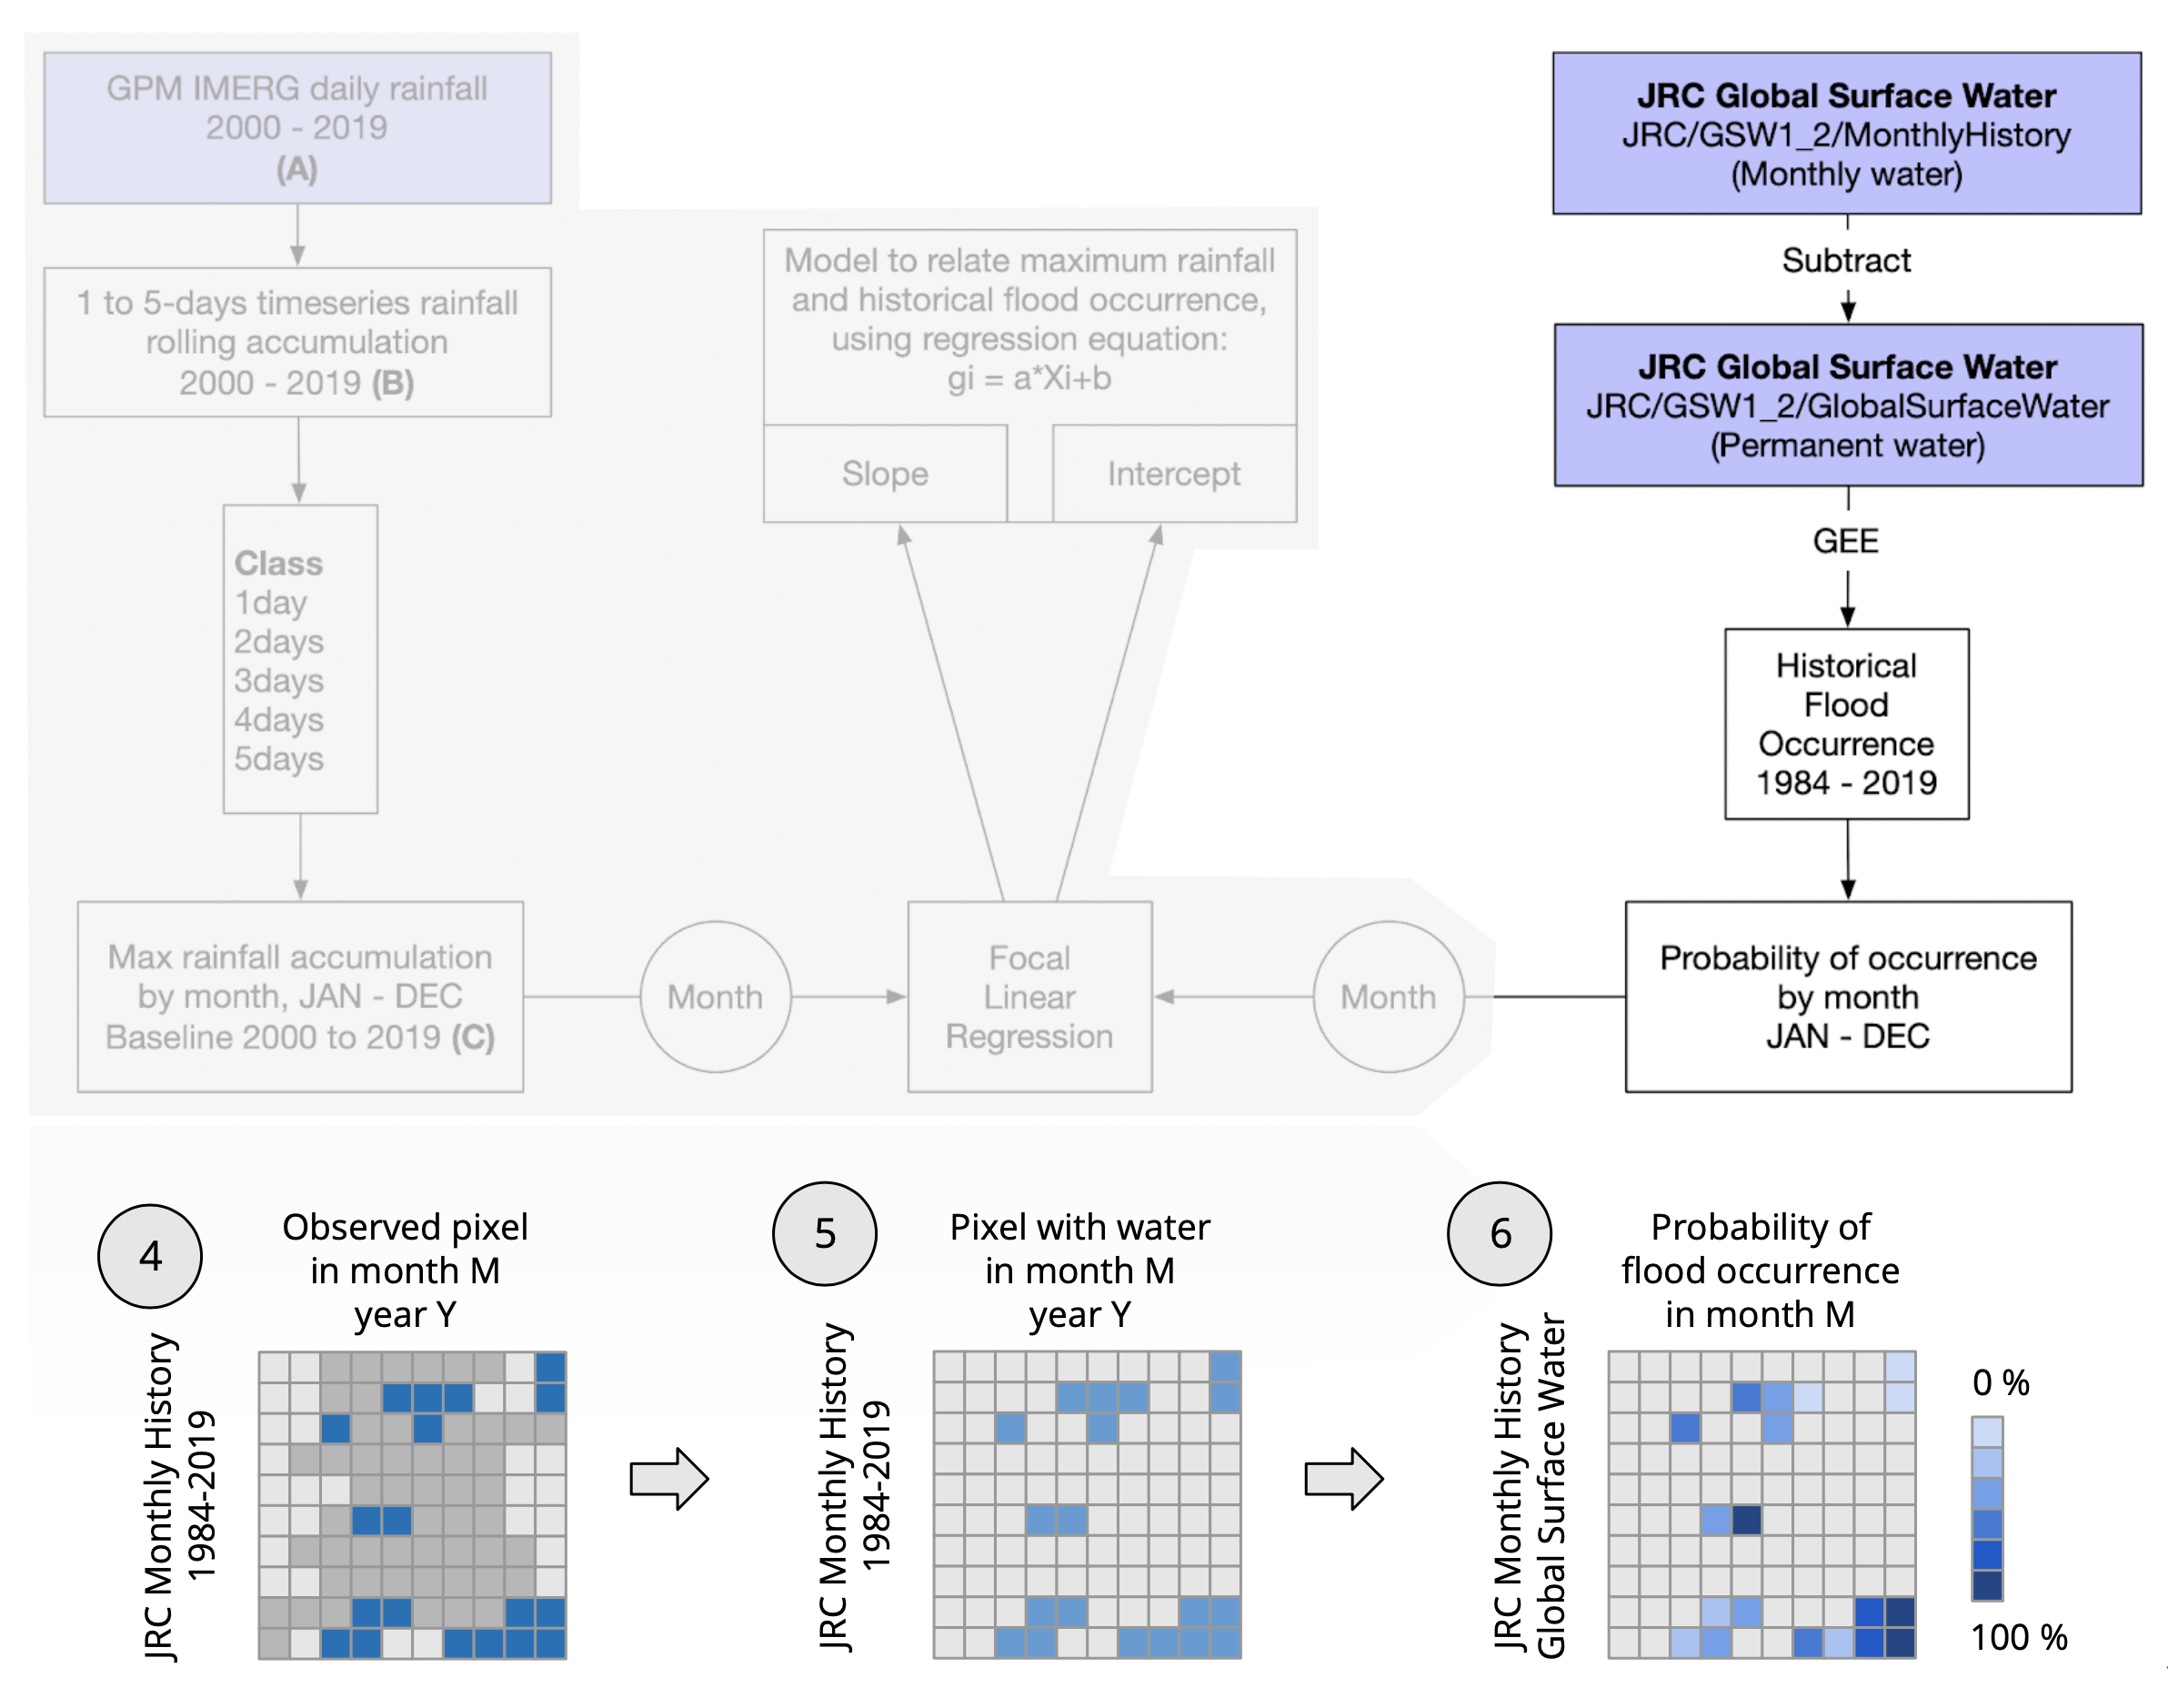 GPM IMERG daily rainfall
2000 - 2019
(A)
1 to 5-days timeseries rainfall
rolling accumulation
2000 - 2019 (B)
Class
1day
2days
3days
4days
5days
Max rainfall accumulation
by month, JAN - DEC
Baseline 2000 to 2019 (C)
Month
Model to relate maximum rainfall
and historical flood occurrence,
using regression equation:
gi = a*Xi+b
Slope
Intercept
Focal
Linear
Regression
Month
JRC Global Surface Water
JRC/GSW1_2/MonthlyHistory
(Monthly water)
Subtract
JRC Global Surface Water
JRC/GSW1_2/GlobalSurfaceWater
(Permanent water)
GEE
Historical
Flood
Occurrence
1984 - 2019
Probability of occurrence
by month
JAN - DEC
4
Observed pixel
in month M
year Y
JRC Monthly History
1984-2019
5
Pixel with water
in month M
year Y
JRC Monthly History
1984-2019
6
Probability of
flood occurrence
in month M
JRC Monthly History
Global Surface Water
0 %
100 %